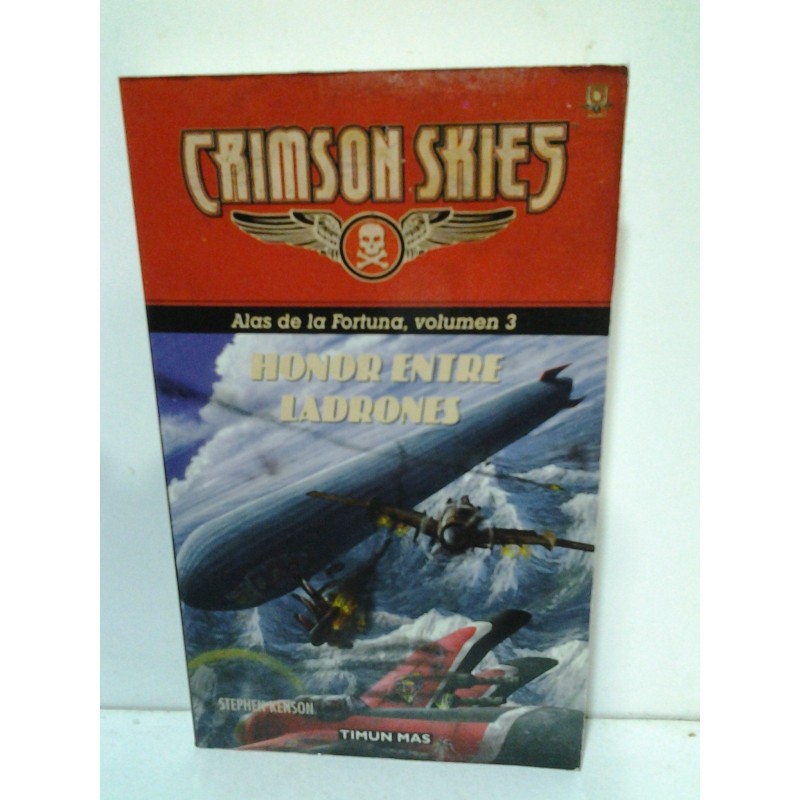 CRIMSON SKIES
Alas de la Fortuna, volumen 3
HONOR ENTRE
LADRONES
STEPHEN KENSON
TIMUN MAS